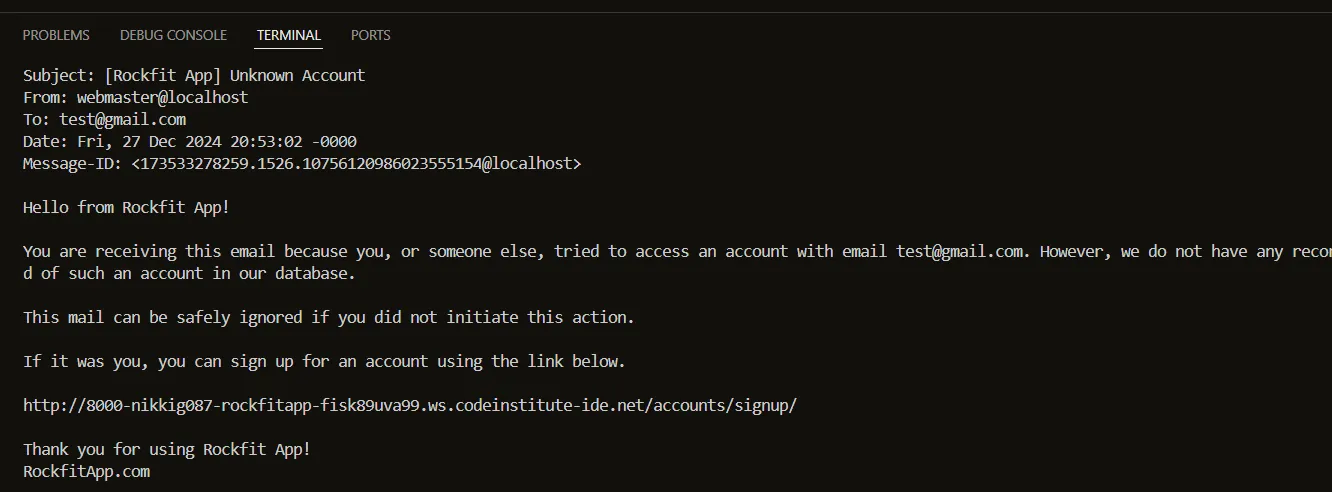 PROBLEMS DEBUG CONSOLE TERMINAL PORTS
Subject: [Rockfit App] Unknown Account
From: webmaster@localhost
To: test@gmail.com
Date: Fri, 27 Dec 2024 20:53:02 -0000
Message-ID: <173533278259.1526.10756120986023555154@localhost>
Hello from Rockfit App!
You are receiving this email because you, or someone else, tried to access an account with email test@gmail.com. However, we do not have any recor
d of such an account in our database.
This mail can be safely ignored if you did not initiate this action.
If it was you, you can sign up for an account using the link below.
http://8000-nikkig087-rockfitapp-fisk89uva99.ws.codeinstitute-ide.net/accounts/signup/
Thank you for using Rockfit App!
RockfitApp.com